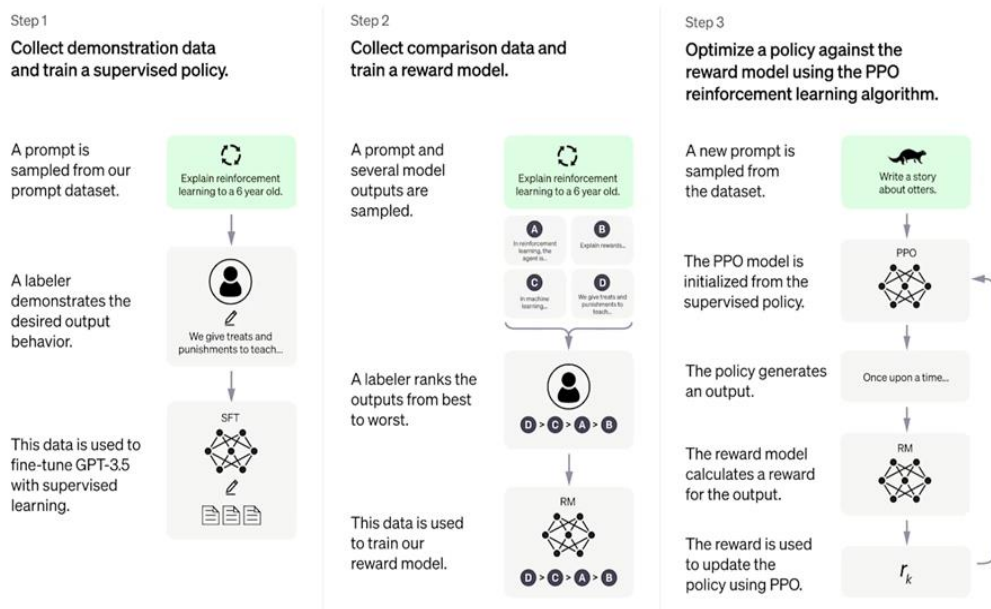 Step 1
Collect demonstration data
and train a supervised policy.
A prompt is
sampled from our
prompt dataset.
Explain reinforcement
learning to a 6 year old.
A labeler
demonstrates the
desired output
behavior.
We give treats and
punishments to teach...
This data is used to
fine-tune GPT-3.5
with supervised
learning.
SFT
Step 2
Collect comparison data and
train a reward model.
A prompt and
several model
outputs are
sampled.
Explain reinforcement
learning to a 6 year old.
A
In reinforcement
learning, the
agent is...
B
Explain rewards...
C
In machine
learning...
D
We give treats and
punishments to
teach...
A labeler ranks the
outputs from best
to worst.
D > C > A > B
This data is used
to train our
reward model.
RM
D > C > A > B
Step 3
Optimize a policy against the
reward model using the PPO
reinforcement learning algorithm.
A new prompt is
sampled from
the dataset.
Write a story
about otters.
The PPO model is
initialized from the
supervised policy.
PPO
The policy generates
an output.
Once upon a time...
The reward model
calculates a reward
for the output.
RM
The reward is used
to update the
policy using PPO.
rₖ